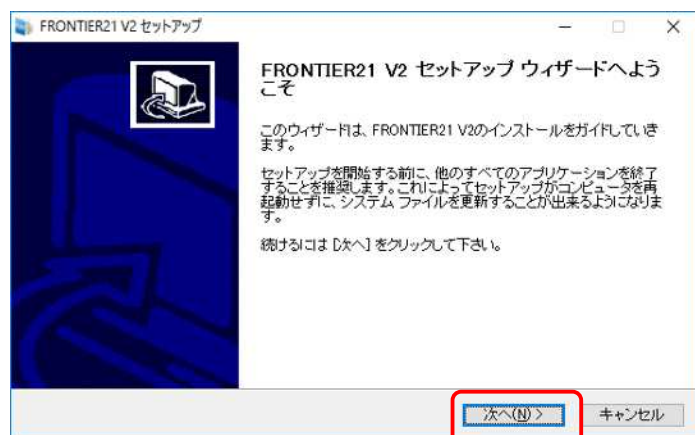 FRONTIER21 V2 セットアップ
FRONTIER21 V2 セットアップ ウィザードへよう
こそ
このウィザードは、FRONTIER21 V2のインストールをガイドしていき
ます。
セットアップを開始する前に、他のすべてのアプリケーションを終了
することを推奨します。これによってセットアップがコンピュータを再
起動せずに、システム ファイルを更新することが出来るようになりま
す。
続けるには [次へ] をクリックして下さい。
次へ(N) >
キャンセル